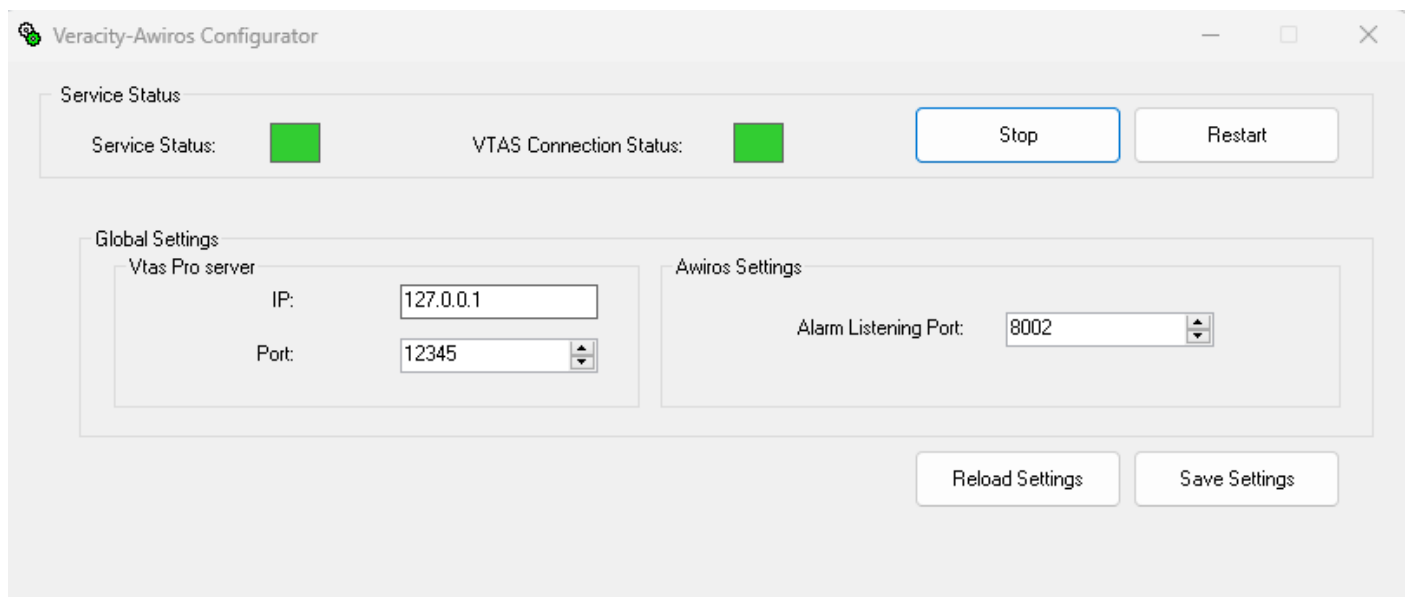 Veracity-Awiros Configurator
Service Status
Service Status:
VTAS Connection Status:
Stop
Restart
Global Settings
Vtas Pro server
IP:
127.0.0.1
Port:
12345
Awiros Settings
Alarm Listening Port:
8002
Reload Settings
Save Settings